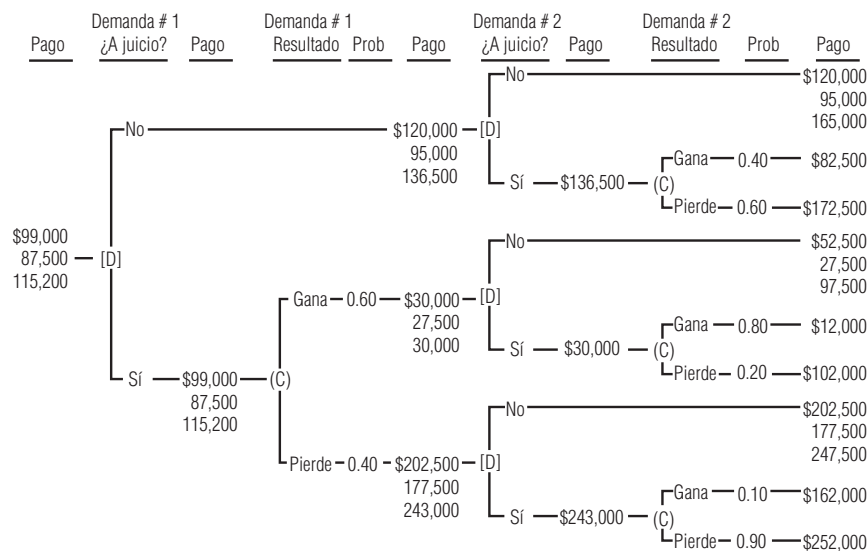 Demanda # 1 Demanda # 1 Demanda # 2 Demanda # 2
Pago ¿A juicio? Pago Resultado Prob Pago ¿A juicio? Pago Resultado Prob Pago
No $120,000
95,000
165,000
No $120,000 [D]
95,000
136,500
Gana 0.40 $82,500
Sí $136,500 (C)
Pierde 0.60 $172,500
$99,000
87,500 [D]
115,200
No $52,500
27,500
97,500
Gana 0.60 $30,000 [D]
27,500
30,000
Gana 0.80 $12,000
Sí $30,000 (C)
Pierde 0.20 $102,000
Sí $99,000 (C)
87,500
115,200
No $202,500
177,500
247,500
Pierde 0.40 $202,500 [D]
177,500
243,000
Gana 0.10 $162,000
Sí $243,000 (C)
Pierde 0.90 $252,000